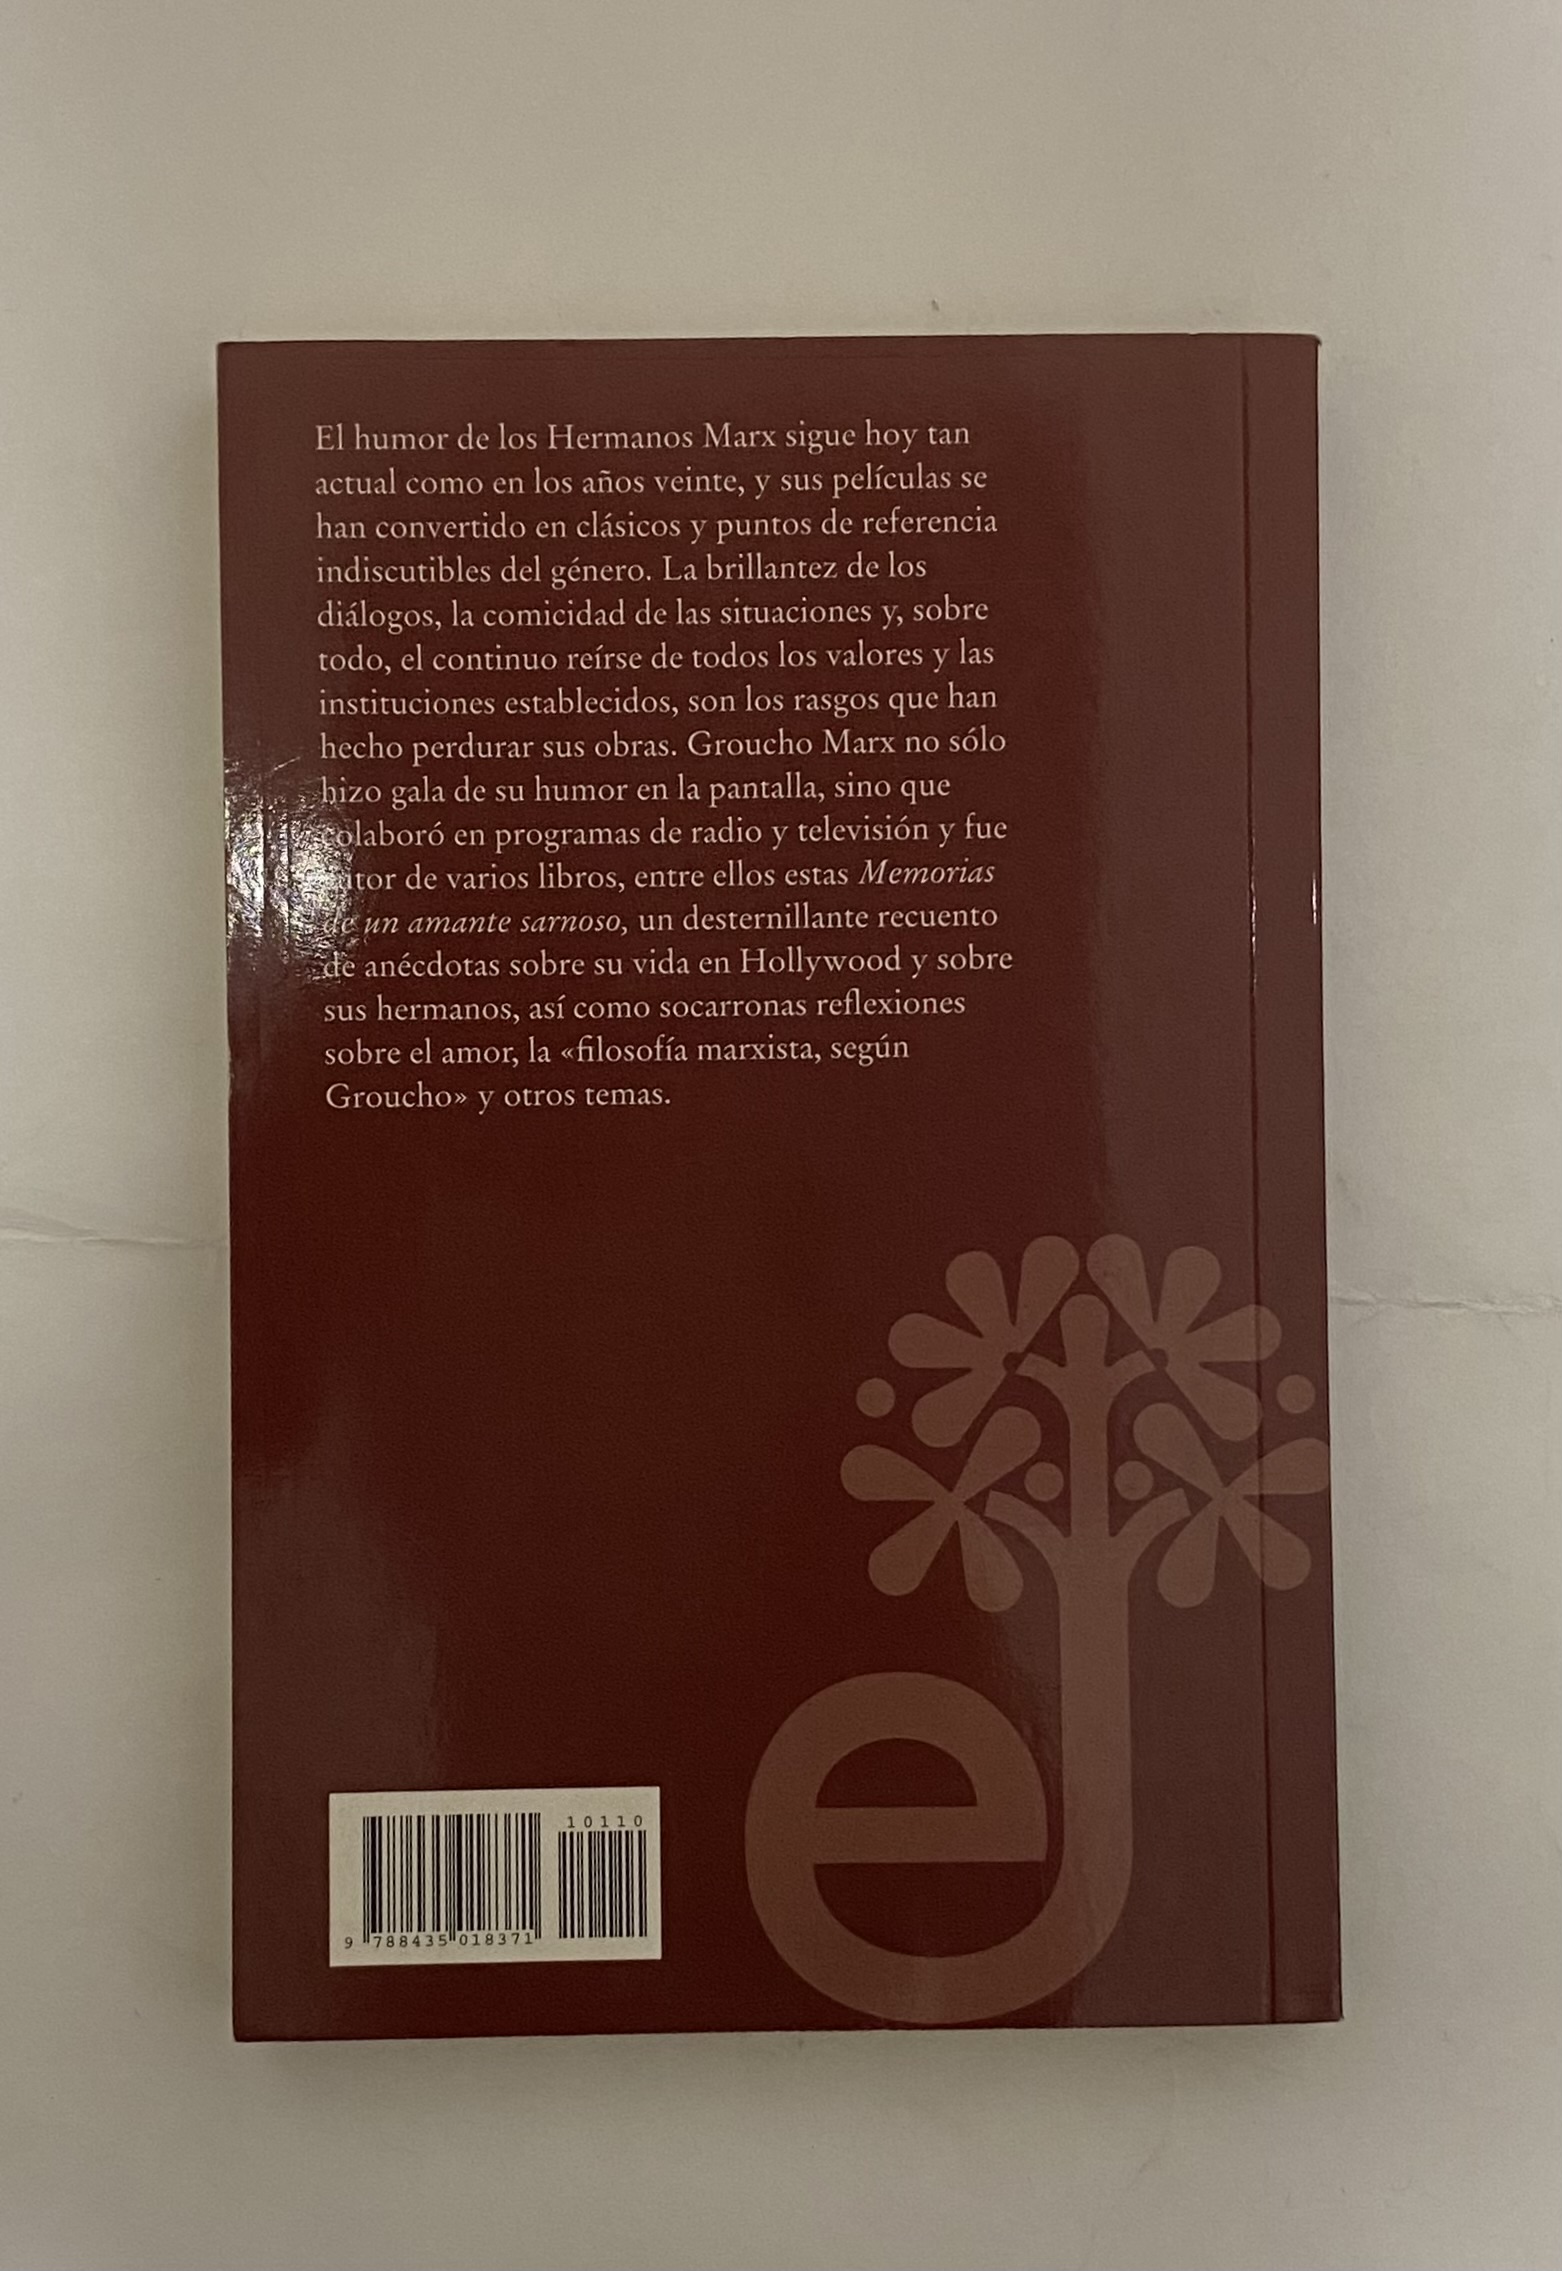 El humor de los Hermanos Marx sigue hoy tan
actual como en los años veinte, y sus películas se
han convertido en clásicos y puntos de referencia
indiscutibles del género. La brillantez de los
diálogos, la comicidad de las situaciones y, sobre
todo, el continuo reírse de todos los valores y las
instituciones establecidos, son los rasgos que han
hecho perdurar sus obras. Groucho Marx no sólo
hizo gala de su humor en la pantalla, sino que
colaboró en programas de radio y televisión y fue
autor de varios libros, entre ellos estas Memorias
de un amante sarnoso, un desternillante recuento
de anécdotas sobre su vida en Hollywood y sobre
sus hermanos, así como socarronas reflexiones
sobre el amor, la «filosofía marxista, según
Groucho» y otros temas.
10110
9 788435 018371
e